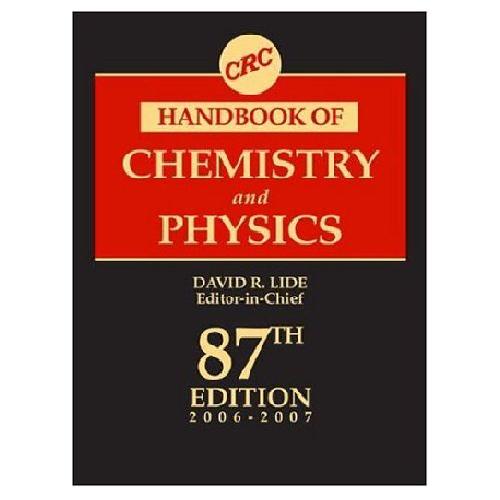 CRC
HANDBOOK OF
CHEMISTRY
and
PHYSICS
DAVID R. LIDE
Editor-in-Chief
87TH
EDITION
2006-2007